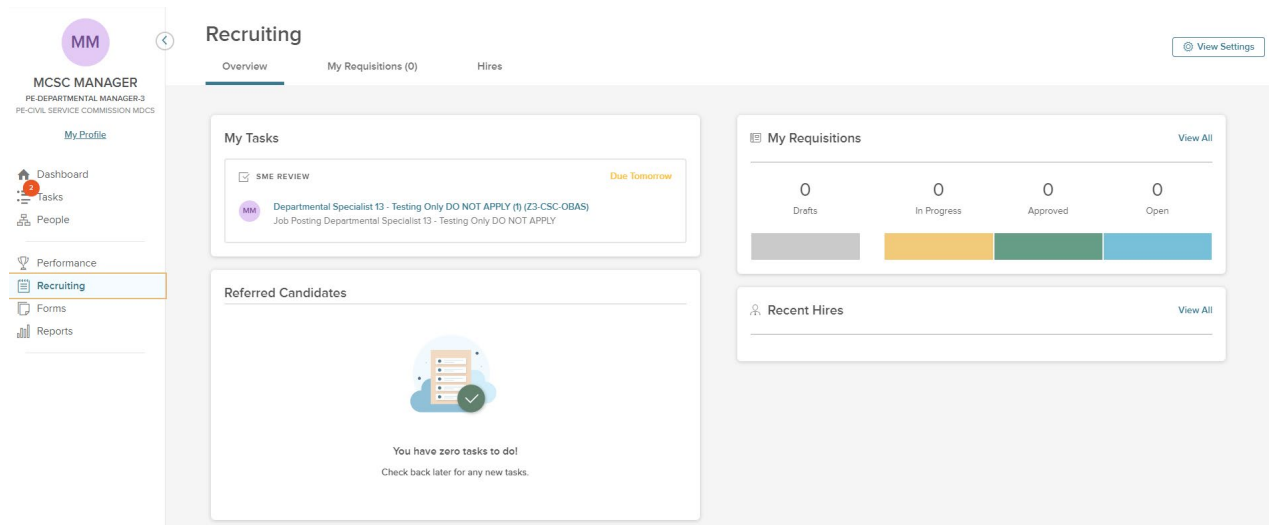 MM
MCSC MANAGER
PE-DEPARTMENTAL MANAGER-3
PE-CIVIL SERVICE COMMISSION MDCS
My Profile
Dashboard
2
Tasks
People
Performance
Recruiting
Forms
Reports
Recruiting
View Settings
Overview My Requisitions (0) Hires
My Tasks
SME REVIEW Due Tomorrow
MM
Departmental Specialist 13 - Testing Only DO NOT APPLY (1) (Z3-CSC-OBAS)
Job Posting Departmental Specialist 13 - Testing Only DO NOT APPLY
Referred Candidates
You have zero tasks to do!
Check back later for any new tasks.
My Requisitions View All
0 0 0 0
Drafts In Progress Approved Open
Recent Hires View All